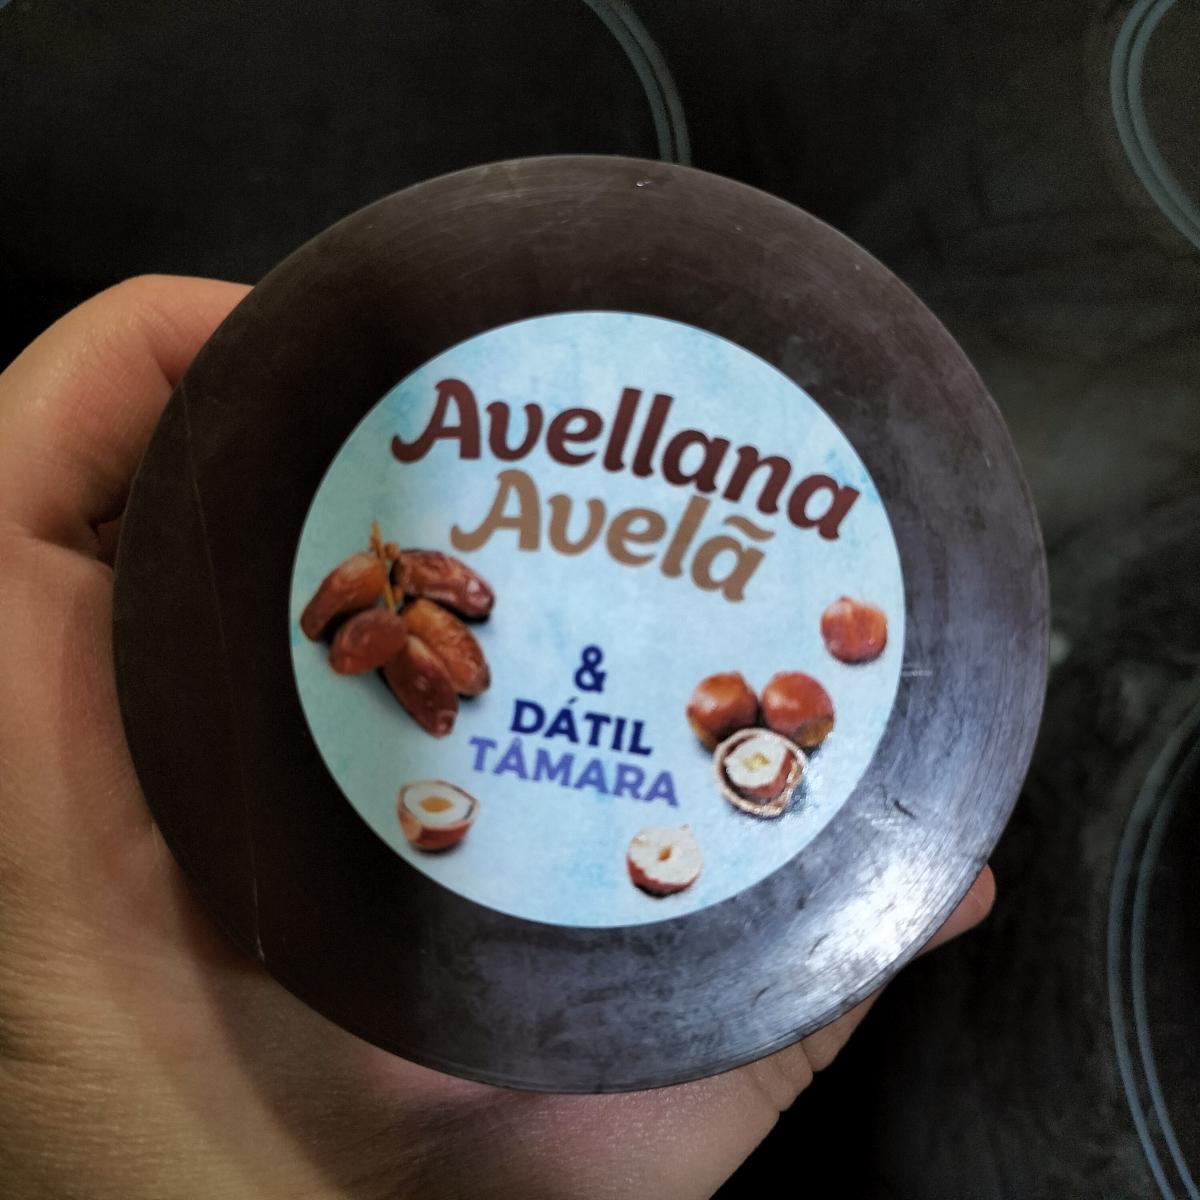 Avellana
Avelã
&
DÁTIL
TÂMARA